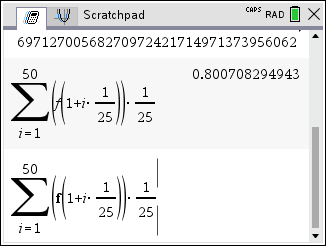 CAPS
Scratchpad RAD
69712700568270972421714971373956062
50
∑ (f(1+i· 1/25))· 1/25 0.800708294943
i=1
50
∑ (f(1+i· 1/25))· 1/25
i=1